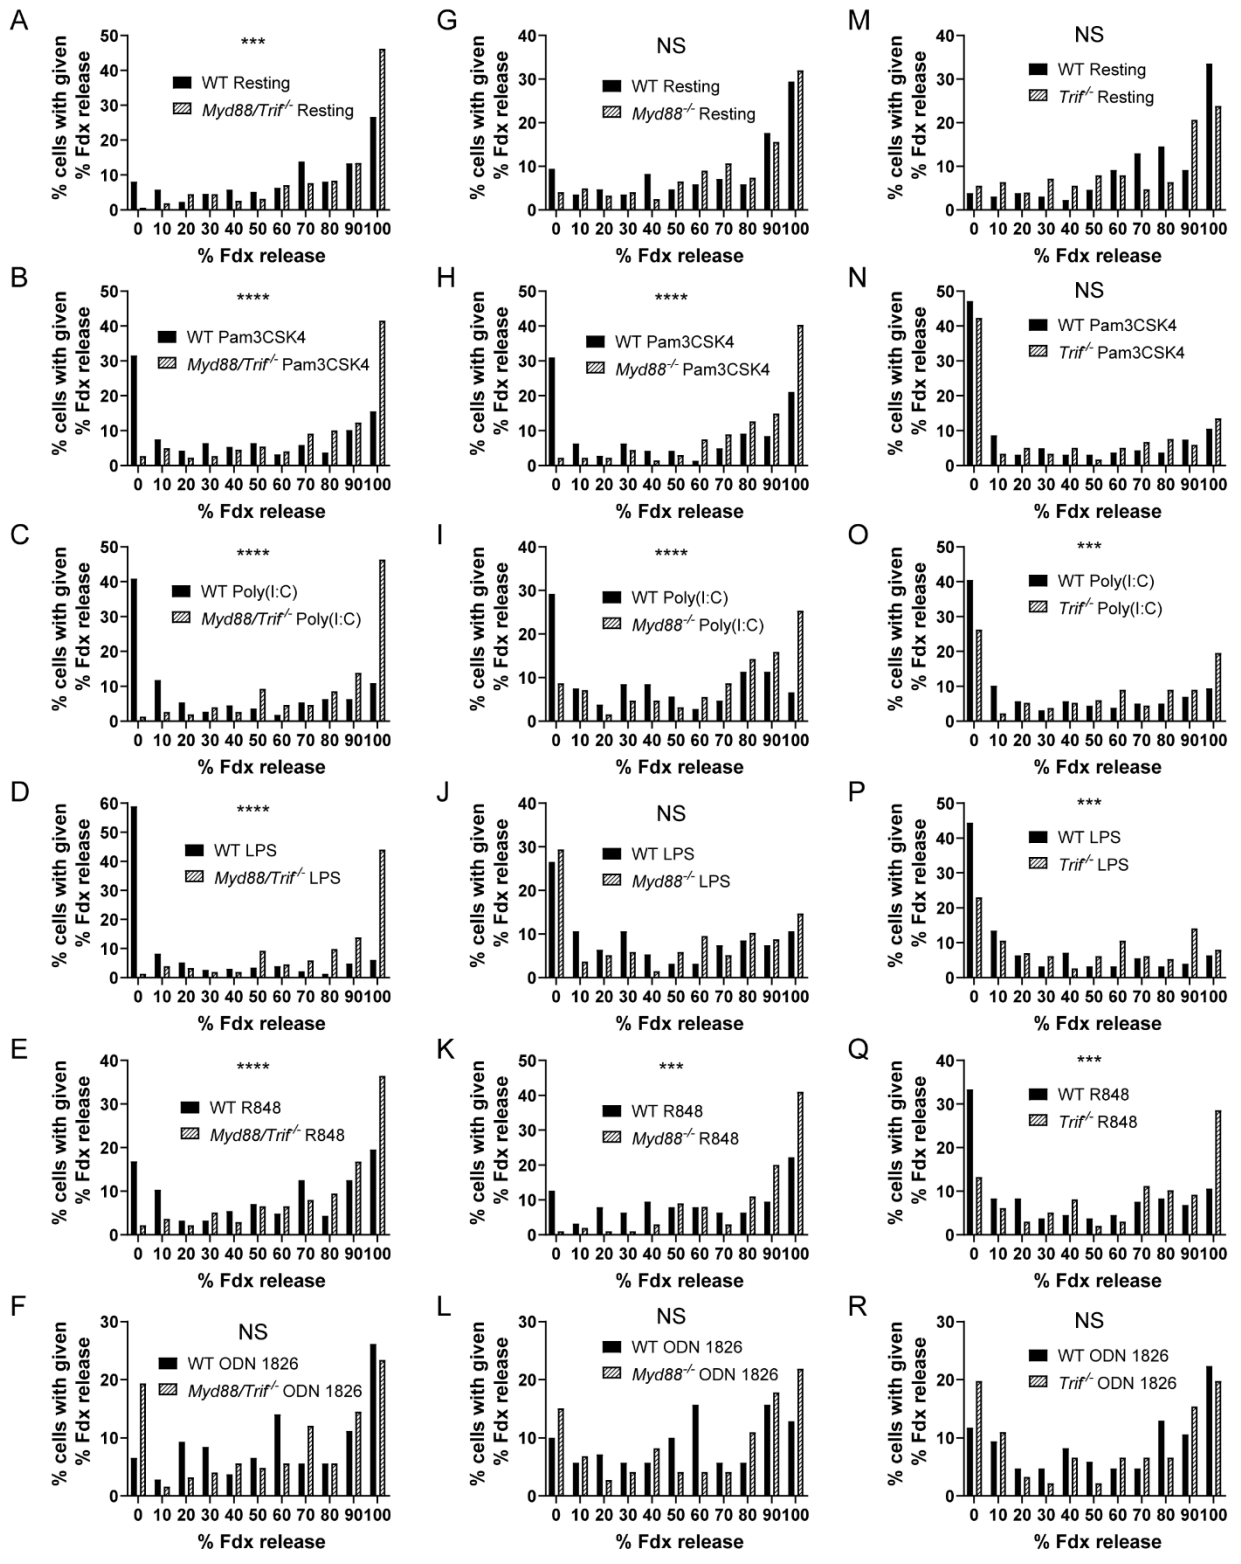 A
***
% cells with given
% Fdx release
50
40
30
20
10
0
WT Resting
Myd88/Trif-/- Resting
0 10 20 30 40 50 60 70 80 90 100
% Fdx release
G
NS
% cells with given
% Fdx release
40
30
20
10
0
WT Resting
Myd88-/- Resting
0 10 20 30 40 50 60 70 80 90 100
% Fdx release
M
NS
% cells with given
% Fdx release
40
30
20
10
0
WT Resting
Trif-/- Resting
0 10 20 30 40 50 60 70 80 90 100
% Fdx release
B
****
% cells with given
% Fdx release
50
40
30
20
10
0
WT Pam3CSK4
Myd88/Trif-/- Pam3CSK4
0 10 20 30 40 50 60 70 80 90 100
% Fdx release
H
****
% cells with given
% Fdx release
50
40
30
20
10
0
WT Pam3CSK4
Myd88-/- Pam3CSK4
0 10 20 30 40 50 60 70 80 90 100
% Fdx release
N
NS
% cells with given
% Fdx release
50
40
30
20
10
0
WT Pam3CSK4
Trif-/- Pam3CSK4
0 10 20 30 40 50 60 70 80 90 100
% Fdx release
C
****
% cells with given
% Fdx release
50
40
30
20
10
0
WT Poly(I:C)
Myd88/Trif-/- Poly(I:C)
0 10 20 30 40 50 60 70 80 90 100
% Fdx release
I
****
% cells with given
% Fdx release
40
30
20
10
0
WT Poly(I:C)
Myd88-/- Poly(I:C)
0 10 20 30 40 50 60 70 80 90 100
% Fdx release
O
***
% cells with given
% Fdx release
50
40
30
20
10
0
WT Poly(I:C)
Trif-/- Poly(I:C)
0 10 20 30 40 50 60 70 80 90 100
% Fdx release
D
****
% cells with given
% Fdx release
60
50
40
30
20
10
0
WT LPS
Myd88/Trif-/- LPS
0 10 20 30 40 50 60 70 80 90 100
% Fdx release
J
NS
% cells with given
% Fdx release
40
30
20
10
0
WT LPS
Myd88-/- LPS
0 10 20 30 40 50 60 70 80 90 100
% Fdx release
P
***
% cells with given
% Fdx release
50
40
30
20
10
0
WT LPS
Trif-/- LPS
0 10 20 30 40 50 60 70 80 90 100
% Fdx release
E
****
% cells with given
% Fdx release
40
30
20
10
0
WT R848
Myd88/Trif-/- R848
0 10 20 30 40 50 60 70 80 90 100
% Fdx release
K
***
% cells with given
% Fdx release
50
40
30
20
10
0
WT R848
Myd88-/- R848
0 10 20 30 40 50 60 70 80 90 100
% Fdx release
Q
***
% cells with given
% Fdx release
40
30
20
10
0
WT R848
Trif-/- R848
0 10 20 30 40 50 60 70 80 90 100
% Fdx release
F
NS
% cells with given
% Fdx release
30
20
10
0
WT ODN 1826
Myd88/Trif-/- ODN 1826
0 10 20 30 40 50 60 70 80 90 100
% Fdx release
L
NS
% cells with given
% Fdx release
30
20
10
0
WT ODN 1826
Myd88-/- ODN 1826
0 10 20 30 40 50 60 70 80 90 100
% Fdx release
R
NS
% cells with given
% Fdx release
30
20
10
0
WT ODN 1826
Trif-/- ODN 1826
0 10 20 30 40 50 60 70 80 90 100
% Fdx release